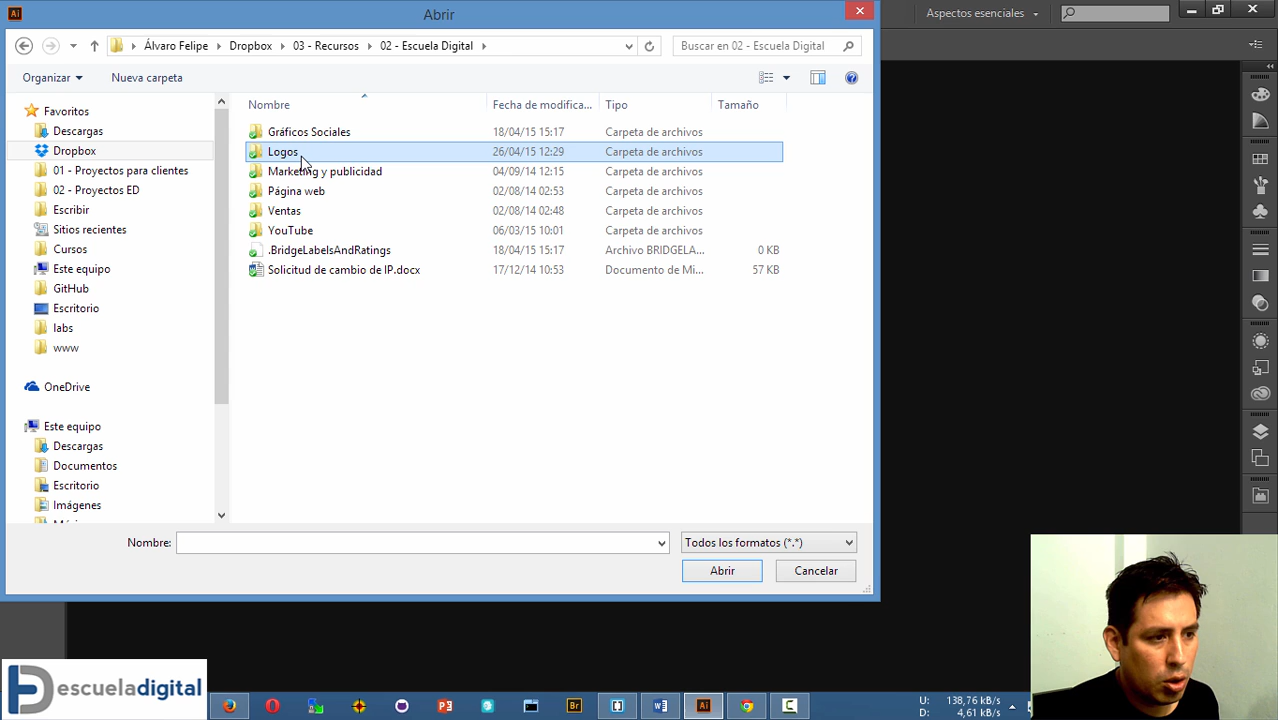 Ai Abrir
Aspectos esenciales
Álvaro Felipe Dropbox 03 - Recursos 02 - Escuela Digital Buscar en 02 - Escuela Digital
Organizar Nueva carpeta
Nombre Fecha de modifica... Tipo Tamaño
Favoritos
Descargas
Dropbox
01 - Proyectos para clientes
02 - Proyectos ED
Escribir
Sitios recientes
Cursos
Este equipo
GitHub
Escritorio
labs
www
OneDrive
Este equipo
Descargas
Documentos
Escritorio
Imágenes
Gráficos Sociales 18/04/15 15:17 Carpeta de archivos
Logos 26/04/15 12:29 Carpeta de archivos
Marketing y publicidad 04/09/14 12:15 Carpeta de archivos
Página web 02/08/14 02:53 Carpeta de archivos
Ventas 02/08/14 02:48 Carpeta de archivos
YouTube 06/03/15 10:01 Carpeta de archivos
.BridgeLabelsAndRatings 18/04/15 15:17 Archivo BRIDGELA... 0 KB
Solicitud de cambio de IP.docx 17/12/14 10:53 Documento de Mi... 57 KB
Nombre: Todos los formatos (*.*)
Abrir Cancelar
escueladigital
Br Ai
U: 138,76 kB/s
D: 4,61 kB/s